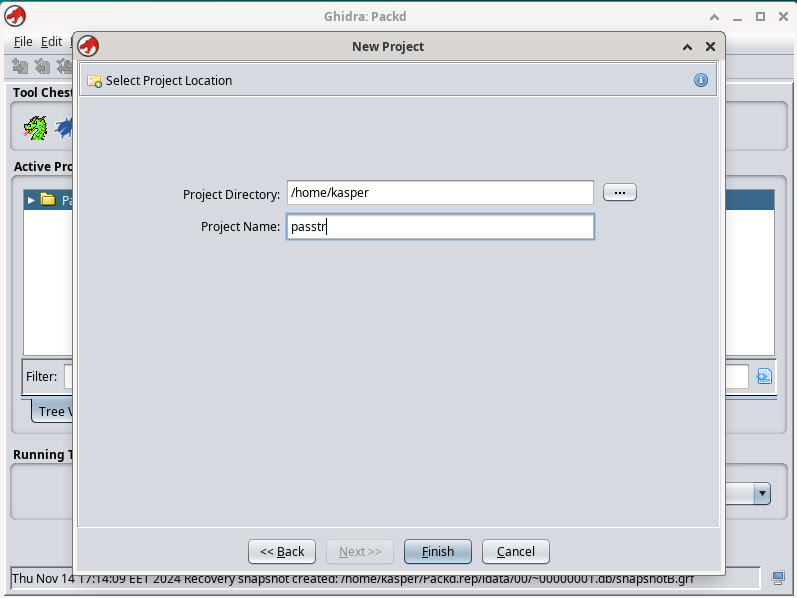 Ghidra: Packd
File Edit
New Project
Select Project Location
Tool Chest
Active Pro
Pa
Project Directory: /home/kasper ...
Project Name: passtr
Filter:
Tree V
Running T
<< Back Next >> Finish Cancel
Thu Nov 14 17:14:09 EET 2024 Recovery snapshot created: /home/kasper/Packd.rep/idata/00/~00000001.db/snapshotB.grf